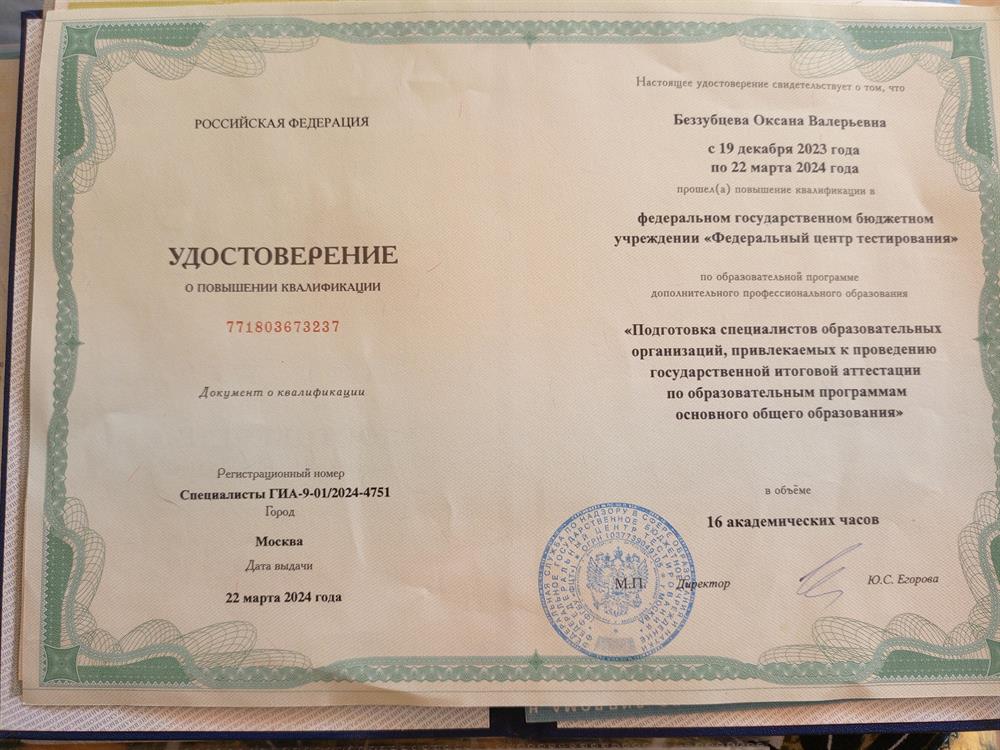 РОССИЙСКАЯ ФЕДЕРАЦИЯ
УДОСТОВЕРЕНИЕ
О ПОВЫШЕНИИ КВАЛИФИКАЦИИ
771803673237
Документ о квалификации
Регистрационный номер
Специалисты ГИА-9-01/2024-4751
Город
Москва
Дата выдачи
22 марта 2024 года
Настоящее удостоверение свидетельствует о том, что
Беззубцева Оксана Валерьевна
с 19 декабря 2023 года
по 22 марта 2024 года
прошел(а) повышение квалификации в
федеральном государственном бюджетном
учреждении «Федеральный центр тестирования»
по образовательной программе
дополнительного профессионального образования
«Подготовка специалистов образовательных
организаций, привлекаемых к проведению
государственной итоговой аттестации
по образовательным программам
основного общего образования»
в объёме
16 академических часов
М.П. Директор Ю.С. Егорова